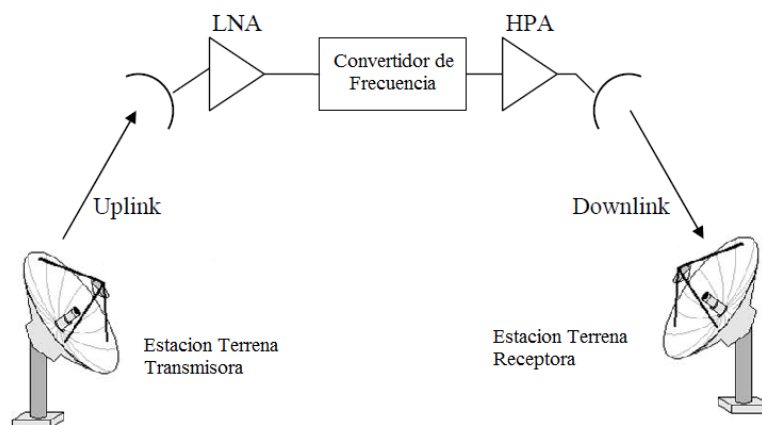 LNA
HPA
Convertidor de
Frecuencia
Uplink
Downlink
Estacion Terrena
Transmisora
Estacion Terrena
Receptora